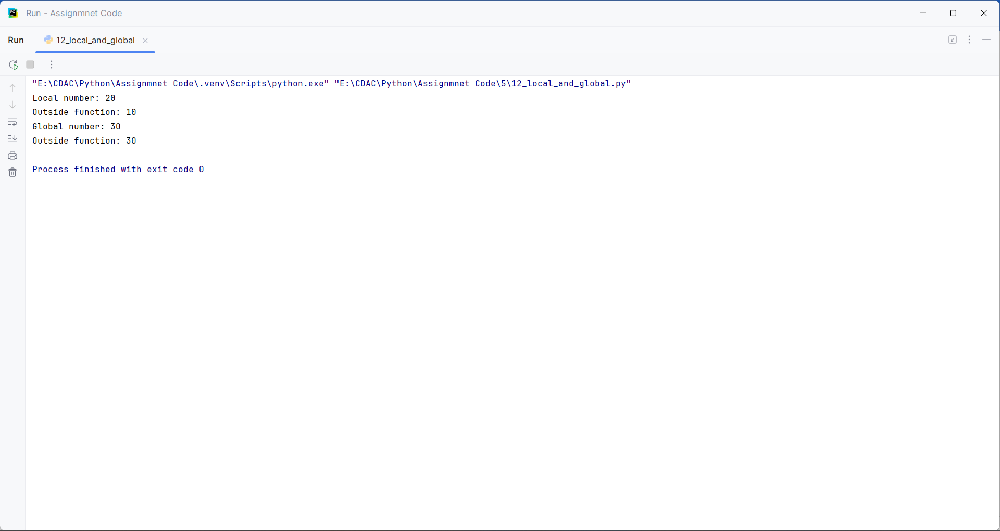 Run - Assignmnet Code
Run 12_local_and_global
"E:\CDAC\Python\Assignmnet Code\.venv\Scripts\python.exe" "E:\CDAC\Python\Assignmnet Code\5\12_local_and_global.py"
Local number: 20
Outside function: 10
Global number: 30
Outside function: 30
Process finished with exit code 0